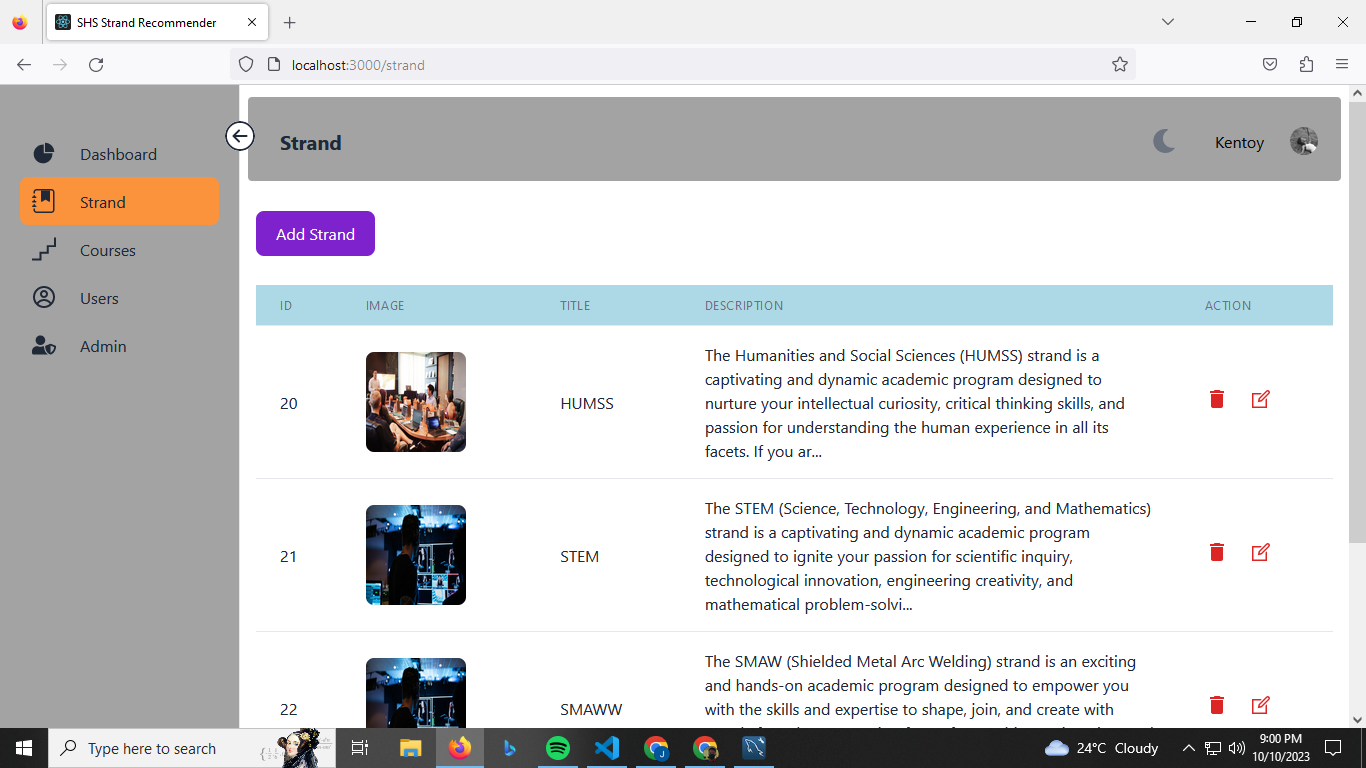 SHS Strand Recommender
localhost:3000/strand
Strand
Kentoy
Dashboard
Strand
Courses
Users
Admin
Add Strand
ID IMAGE TITLE DESCRIPTION ACTION
20
HUMSS
The Humanities and Social Sciences (HUMSS) strand is a
captivating and dynamic academic program designed to
nurture your intellectual curiosity, critical thinking skills, and
passion for understanding the human experience in all its
facets. If you ar...
21
STEM
The STEM (Science, Technology, Engineering, and Mathematics)
strand is a captivating and dynamic academic program
designed to ignite your passion for scientific inquiry,
technological innovation, engineering creativity, and
mathematical problem-solvi...
22
SMAWW
The SMAW (Shielded Metal Arc Welding) strand is an exciting
and hands-on academic program designed to empower you
with the skills and expertise to shape, join, and create with
Type here to search
24°C Cloudy
9:00 PM
10/10/2023